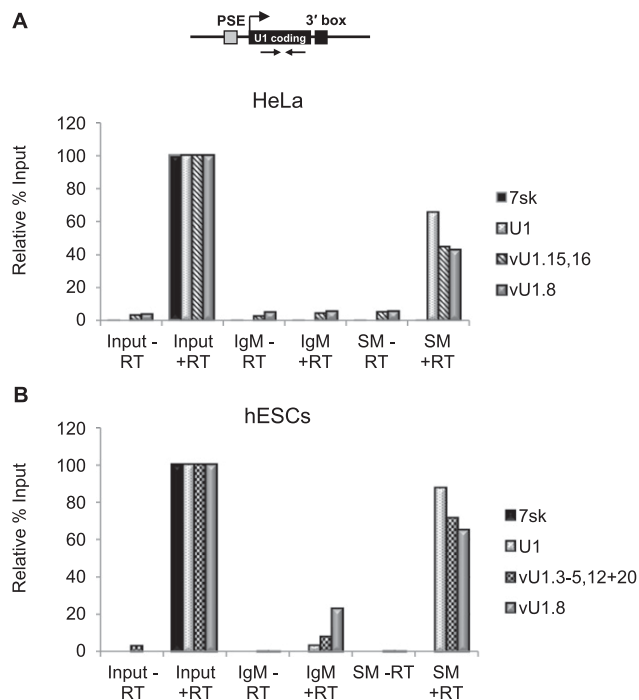 A
PSE
3′ box
U1 coding
HeLa
Relative % Input
120
100
80
60
40
20
0
Input -
RT
Input
+RT
IgM -
RT
IgM
+RT
SM -
RT
SM
+RT
7sk
U1
vU1.15,16
vU1.8
B
hESCs
Relative % Input
120
100
80
60
40
20
0
Input -
RT
Input
+RT
IgM -
RT
IgM
+RT
SM -RT
SM
+RT
7sk
U1
vU1.3-5,12+20
vU1.8